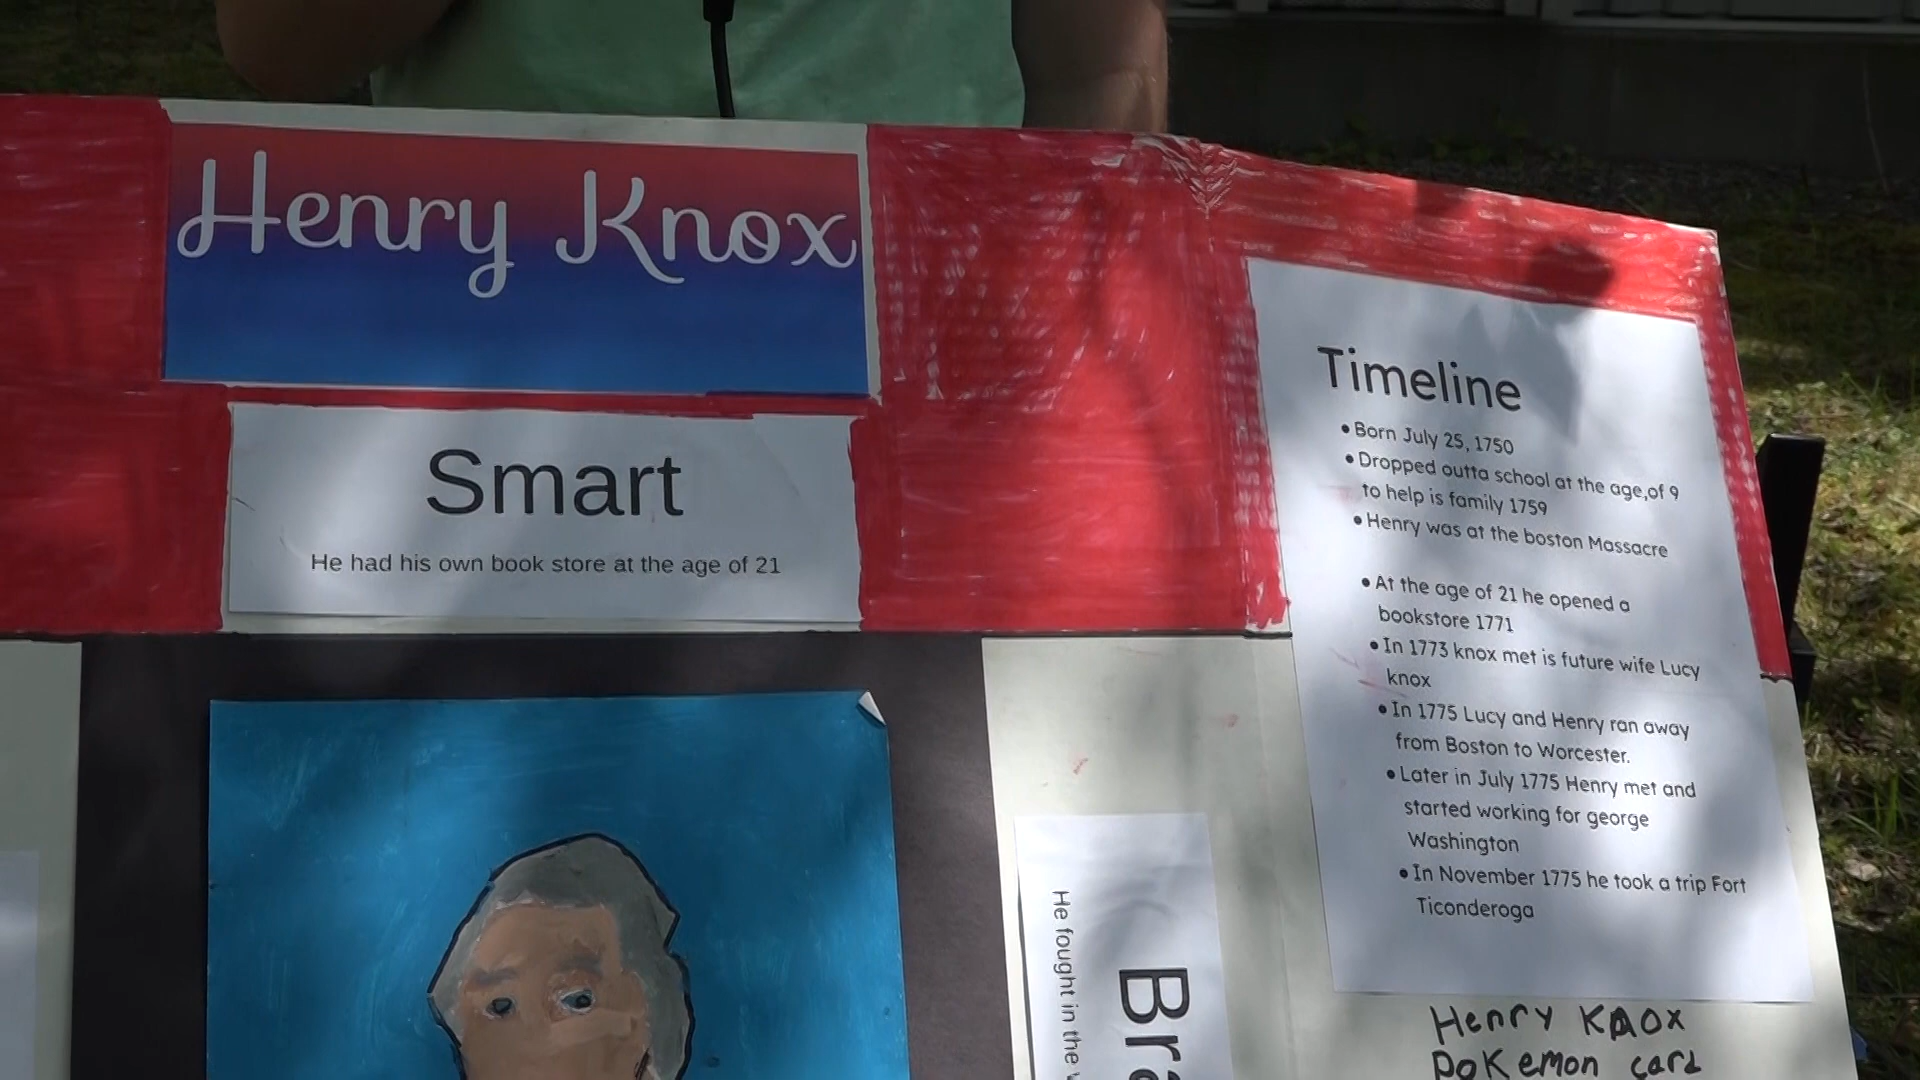 Henry Knox
Smart
He had his own book store at the age of 21
Timeline
• Born July 25, 1750
• Dropped outta school at the age,of 9
to help is family 1759
• Henry was at the boston Massacre
• At the age of 21 he opened a
bookstore 1771
• In 1773 knox met is future wife Lucy
knox
• In 1775 Lucy and Henry ran away
from Boston to Worcester.
• Later in July 1775 Henry met and
started working for george
Washington
• In November 1775 he took a trip Fort
Ticonderoga
He fought in the
Henry Knox
Pokemon card